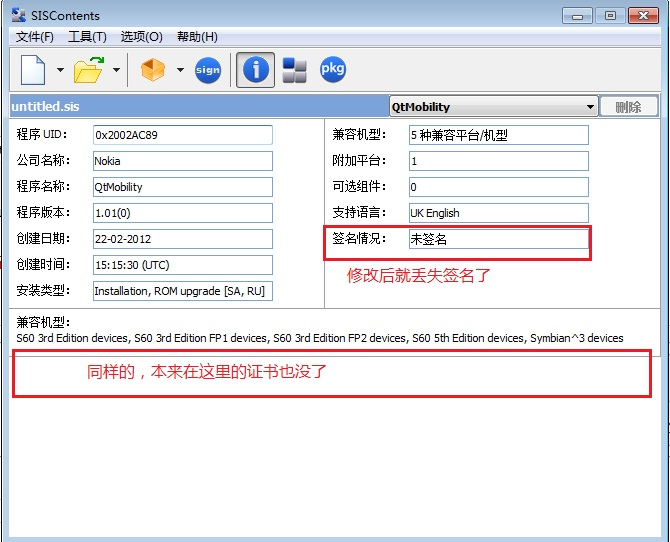 SISContents
文件(F) 工具(T) 选项(O) 帮助(H)
sign i pkg
untitled.sis QtMobility 删除
程序 UID: 0x2002AC89 兼容机型: 5 种兼容平台/机型
公司名称: Nokia 附加平台: 1
程序名称: QtMobility 可选组件: 0
程序版本: 1.01(0) 支持语言: UK English
创建日期: 22-02-2012 签名情况: 未签名
创建时间: 15:15:30 (UTC) 修改后就丢失签名了
安装类型: Installation, ROM upgrade [SA, RU]
兼容机型:
S60 3rd Edition devices, S60 3rd Edition FP1 devices, S60 3rd Edition FP2 devices, S60 5th Edition devices, Symbian^3 devices
同样的，本来在这里的证书也没了